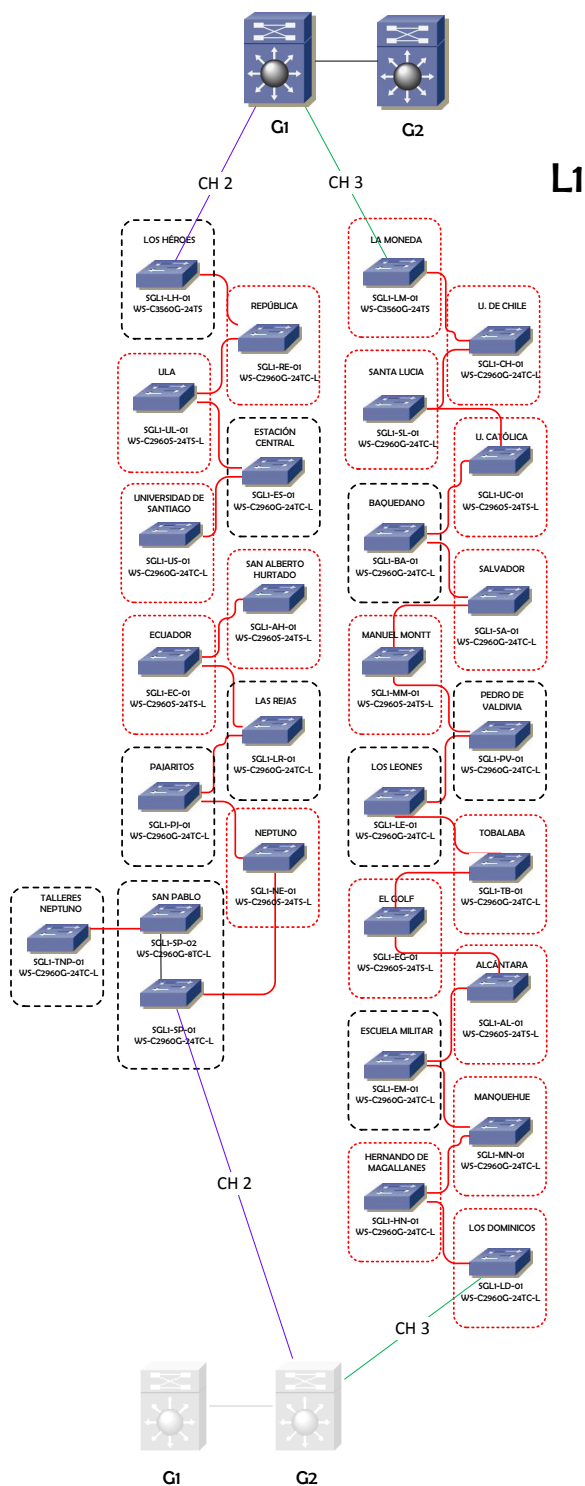 G1
G2
L1
CH 2
CH 3
LOS HÉROES
SGL1-LH-01
WS-C3560G-24TS
REPÚBLICA
SGL1-RE-01
WS-C2960G-24TC-L
ULA
SGL1-UL-01
WS-C2960S-24TS-L
ESTACIÓN
CENTRAL
SGL1-ES-01
WS-C2960G-24TC-L
UNIVERSIDAD DE
SANTIAGO
SGL1-US-01
WS-C2960G-24TC-L
SAN ALBERTO
HURTADO
SGL1-AH-01
WS-C2960S-24TS-L
ECUADOR
SGL1-EC-01
WS-C2960S-24TS-L
LAS REJAS
SGL1-LR-01
WS-C2960G-24TC-L
PAJARITOS
SGL1-PJ-01
WS-C2960G-24TC-L
NEPTUNO
SGL1-NE-01
WS-C2960S-24TS-L
TALLERES
NEPTUNO
SGL1-TNP-01
WS-C2960G-24TC-L
SAN PABLO
SGL1-SP-02
WS-C2960G-8TC-L
SGL1-SP-01
WS-C2960G-24TC-L
LA MONEDA
SGL1-LM-01
WS-C3560G-24TS
U. DE CHILE
SGL1-CH-01
WS-C2960G-24TC-L
SANTA LUCIA
SGL1-SL-01
WS-C2960G-24TC-L
U. CATÓLICA
SGL1-UC-01
WS-C2960S-24TS-L
BAQUEDANO
SGL1-BA-01
WS-C2960G-24TC-L
SALVADOR
SGL1-SA-01
WS-C2960G-24TC-L
MANUEL MONTT
SGL1-MM-01
WS-C2960S-24TS-L
PEDRO DE
VALDIVIA
SGL1-PV-01
WS-C2960G-24TC-L
LOS LEONES
SGL1-LE-01
WS-C2960G-24TC-L
TOBALABA
SGL1-TB-01
WS-C2960G-24TC-L
EL GOLF
SGL1-EG-01
WS-C2960S-24TS-L
ALCÁNTARA
SGL1-AL-01
WS-C2960S-24TS-L
ESCUELA MILITAR
SGL1-EM-01
WS-C2960G-24TC-L
MANQUEHUE
SGL1-MN-01
WS-C2960G-24TC-L
HERNANDO DE
MAGALLANES
SGL1-HN-01
WS-C2960G-24TC-L
LOS DOMINICOS
SGL1-LD-01
WS-C2960G-24TC-L
CH 2
CH 3
G1
G2